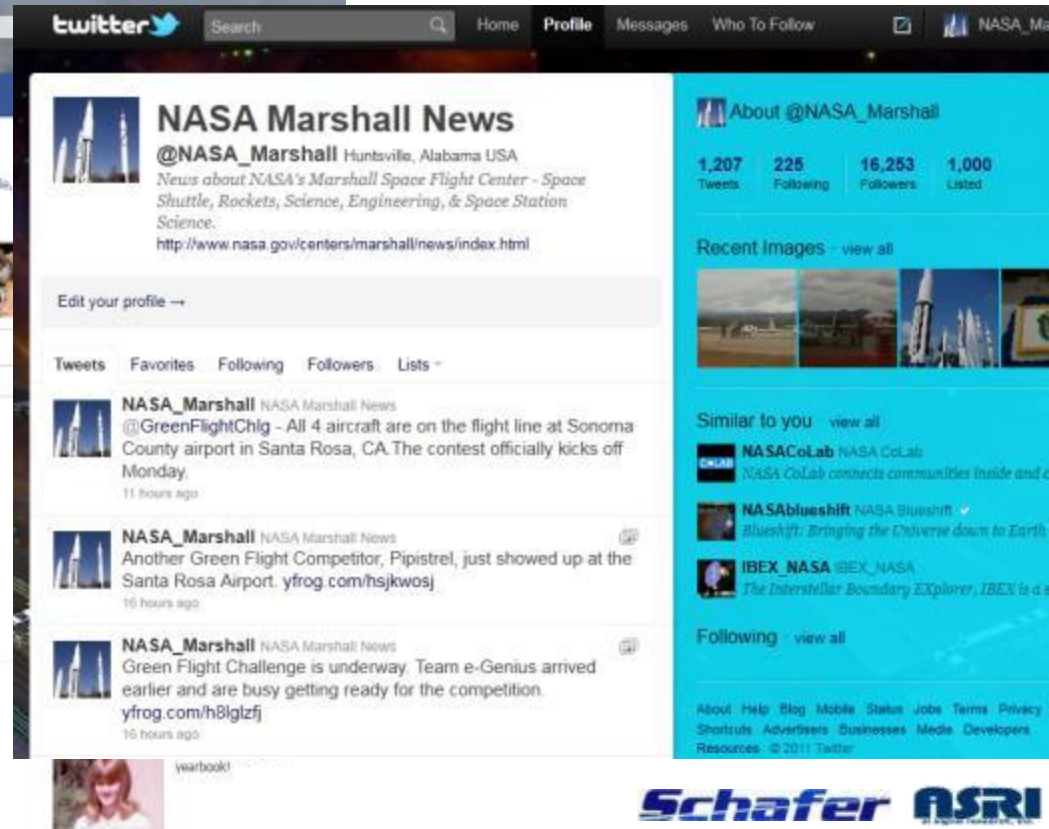 twitter
Search
Home Profile Messages Who To Follow
NASA_Ma
NASA Marshall News
@NASA_Marshall Huntsville, Alabama USA
News about NASA's Marshall Space Flight Center - Space
Shuttle, Rockets, Science, Engineering, & Space Station
Science.
http://www.nasa.gov/centers/marshall/news/index.html
Edit your profile →
Tweets Favorites Following Followers Lists
NASA_Marshall NASA Marshall News
@GreenFlightChlg - All 4 aircraft are on the flight line at Sonoma
County airport in Santa Rosa, CA.The contest officially kicks off
Monday.
11 hours ago
NASA_Marshall NASA Marshall News
Another Green Flight Competitor, Pipistrel, just showed up at the
Santa Rosa Airport. yfrog.com/hsjkwosj
16 hours ago
NASA_Marshall NASA Marshall News
Green Flight Challenge is underway. Team e-Genius arrived
earlier and are busy getting ready for the competition.
yfrog.com/h8lglzfj
16 hours ago
About @NASA_Marshall
1,207 225 16,253 1,000
Tweets Following Followers Listed
Recent Images · view all
Similar to you · view all
NASACoLab NASA CoLab
NASA CoLab connects communities inside and
NASAblueshift NASA Blueshift
Blueshift: Bringing the Universe down to Earth
IBEX_NASA IBEX_NASA
The Interstellar Boundary EXplorer, IBEX is a
Following · view all
About Help Blog Mobile Status Jobs Terms Privacy
Shortcuts Advertisers Businesses Media Developers
Resources © 2011 Twitter
yearbook!
Schafer ASRI